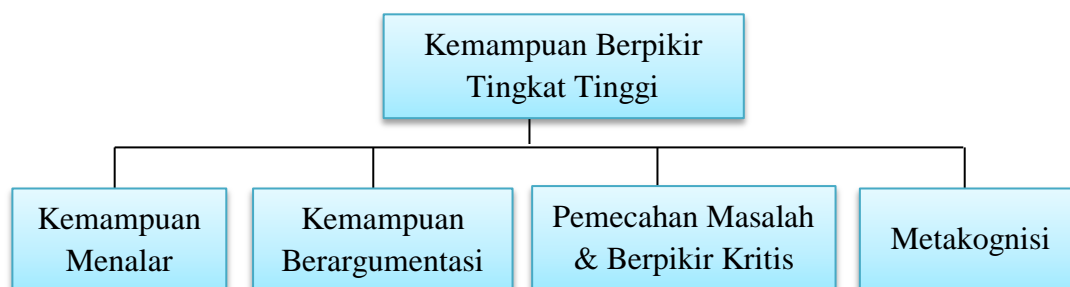 Kemampuan Berpikir
Tingkat Tinggi
Kemampuan
Menalar
Kemampuan
Berargumentasi
Pemecahan Masalah
& Berpikir Kritis
Metakognisi